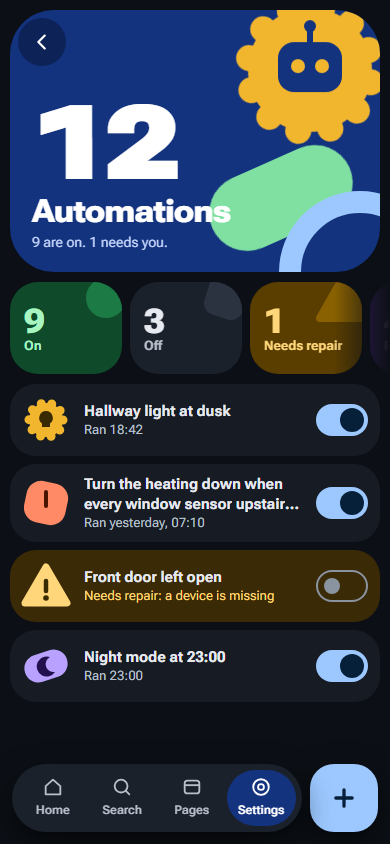 12
Automations
9 are on. 1 needs you.
9
On
3
Off
1
Needs repair
Hallway light at dusk
Ran 18:42
Turn the heating down when
every window sensor upstair...
Ran yesterday, 07:10
Front door left open
Needs repair: a device is missing
Night mode at 23:00
Ran 23:00
Home
Search
Pages
Settings